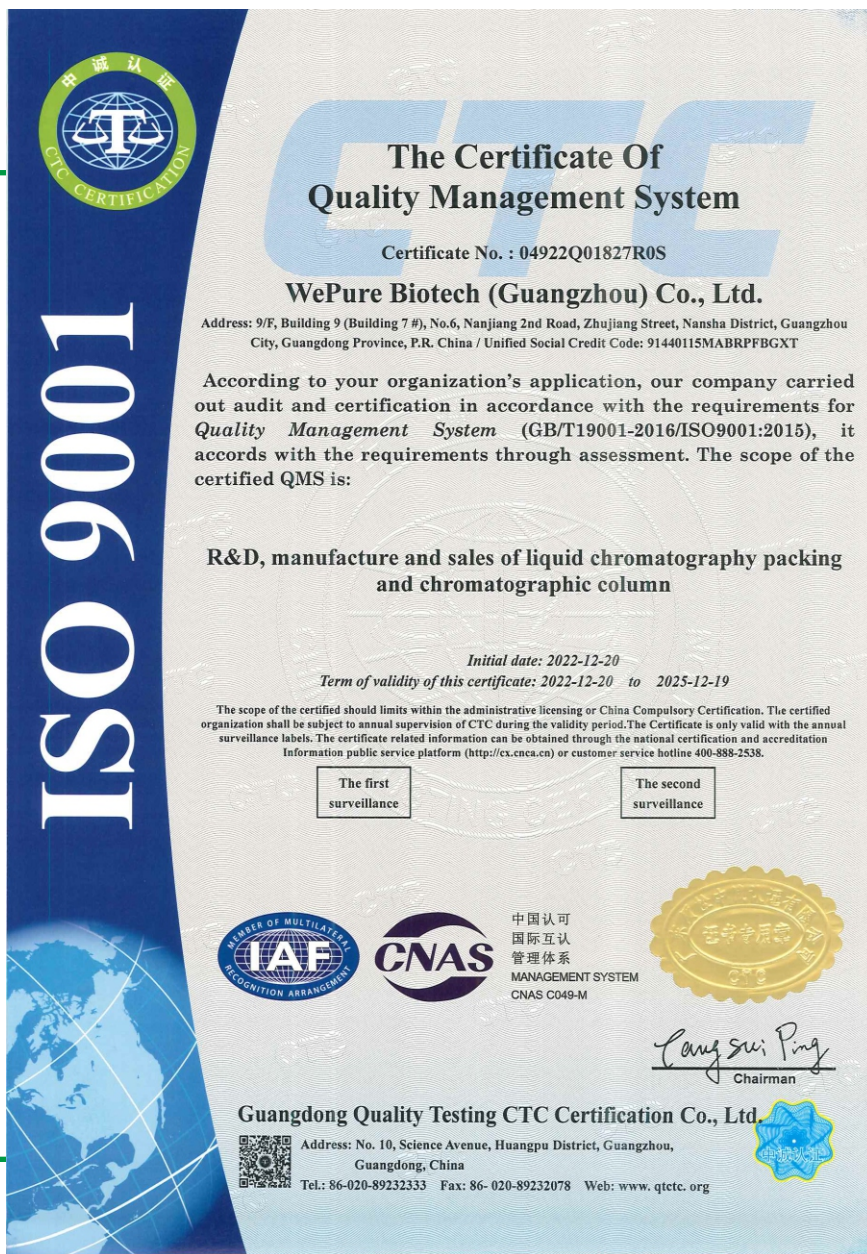 中诚认证
CTC CERTIFICATION
CTC
The Certificate Of
Quality Management System
Certificate No. : 04922Q01827R0S
WePure Biotech (Guangzhou) Co., Ltd.
Address: 9/F, Building 9 (Building 7 #), No.6, Nanjiang 2nd Road, Zhujiang Street, Nansha District, Guangzhou
City, Guangdong Province, P.R. China / Unified Social Credit Code: 91440115MABRPFBGXT
According to your organization's application, our company carried
out audit and certification in accordance with the requirements for
Quality Management System (GB/T19001-2016/ISO9001:2015), it
accords with the requirements through assessment. The scope of the
certified QMS is:
ISO 9001
R&D, manufacture and sales of liquid chromatography packing
and chromatographic column
Initial date: 2022-12-20
Term of validity of this certificate: 2022-12-20 to 2025-12-19
The scope of the certified should limits within the administrative licensing or China Compulsory Certification. The certified
organization shall be subject to annual supervision of CTC during the validity period.The Certificate is only valid with the annual
surveillance labels. The certificate related information can be obtained through the national certification and accreditation
Information public service platform (http://cx.cnca.cn) or customer service hotline 400-888-2538.
The first
surveillance
The second
surveillance
MEMBER OF MULTILATERAL
IAF
RECOGNITION ARRANGEMENT
CNAS
中国认可
国际互认
管理体系
MANAGEMENT SYSTEM
CNAS C049-M
CTC
Chairman
Guangdong Quality Testing CTC Certification Co., Ltd.
Address: No. 10, Science Avenue, Huangpu District, Guangzhou,
Guangdong, China
Tel.: 86-020-89232333 Fax: 86- 020-89232078 Web: www. qtctc. org
中诚认证